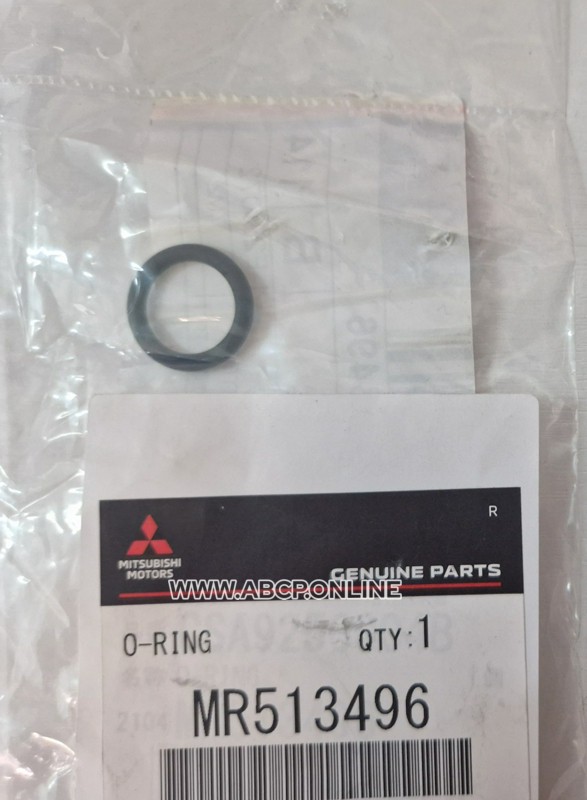 R
MITSUBISHI
MOTORS
GENUINE PARTS
WWW.ABCP.ONLINE
O-RING QTY:1
MR513496